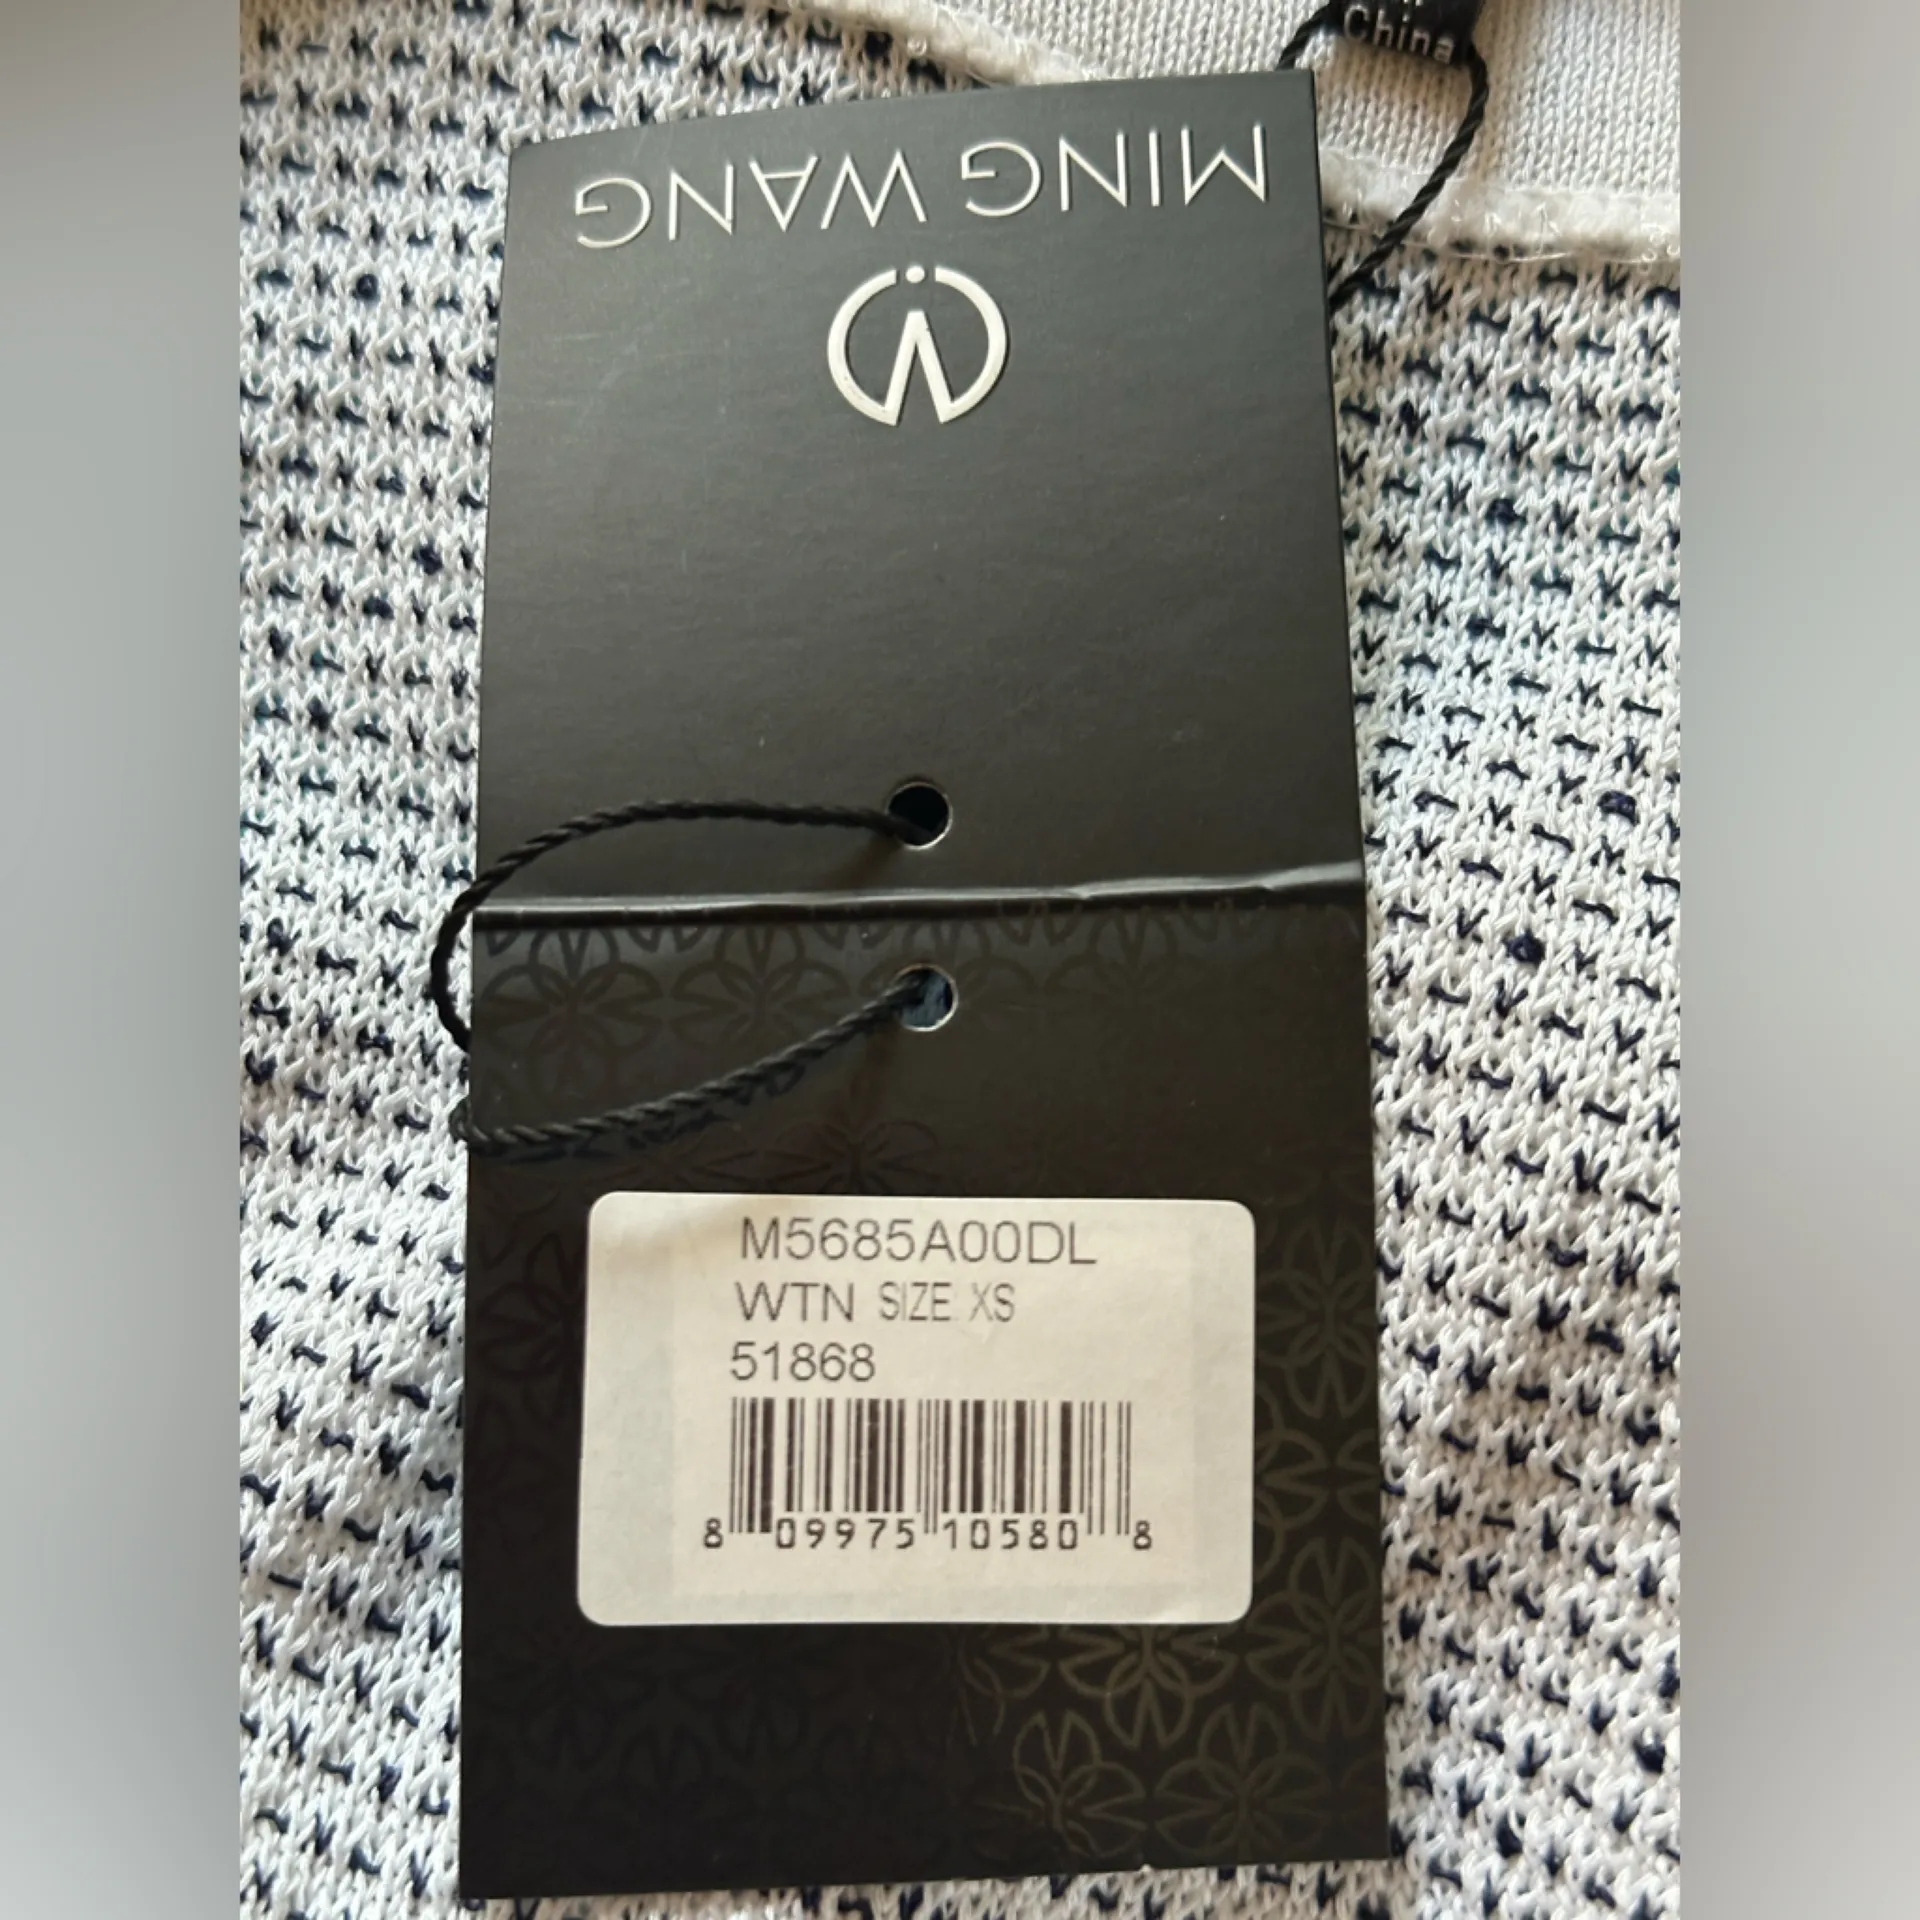 China
MING WANG
M5685A00DL
WTN SIZE XS
51868
8 09975 10580 8